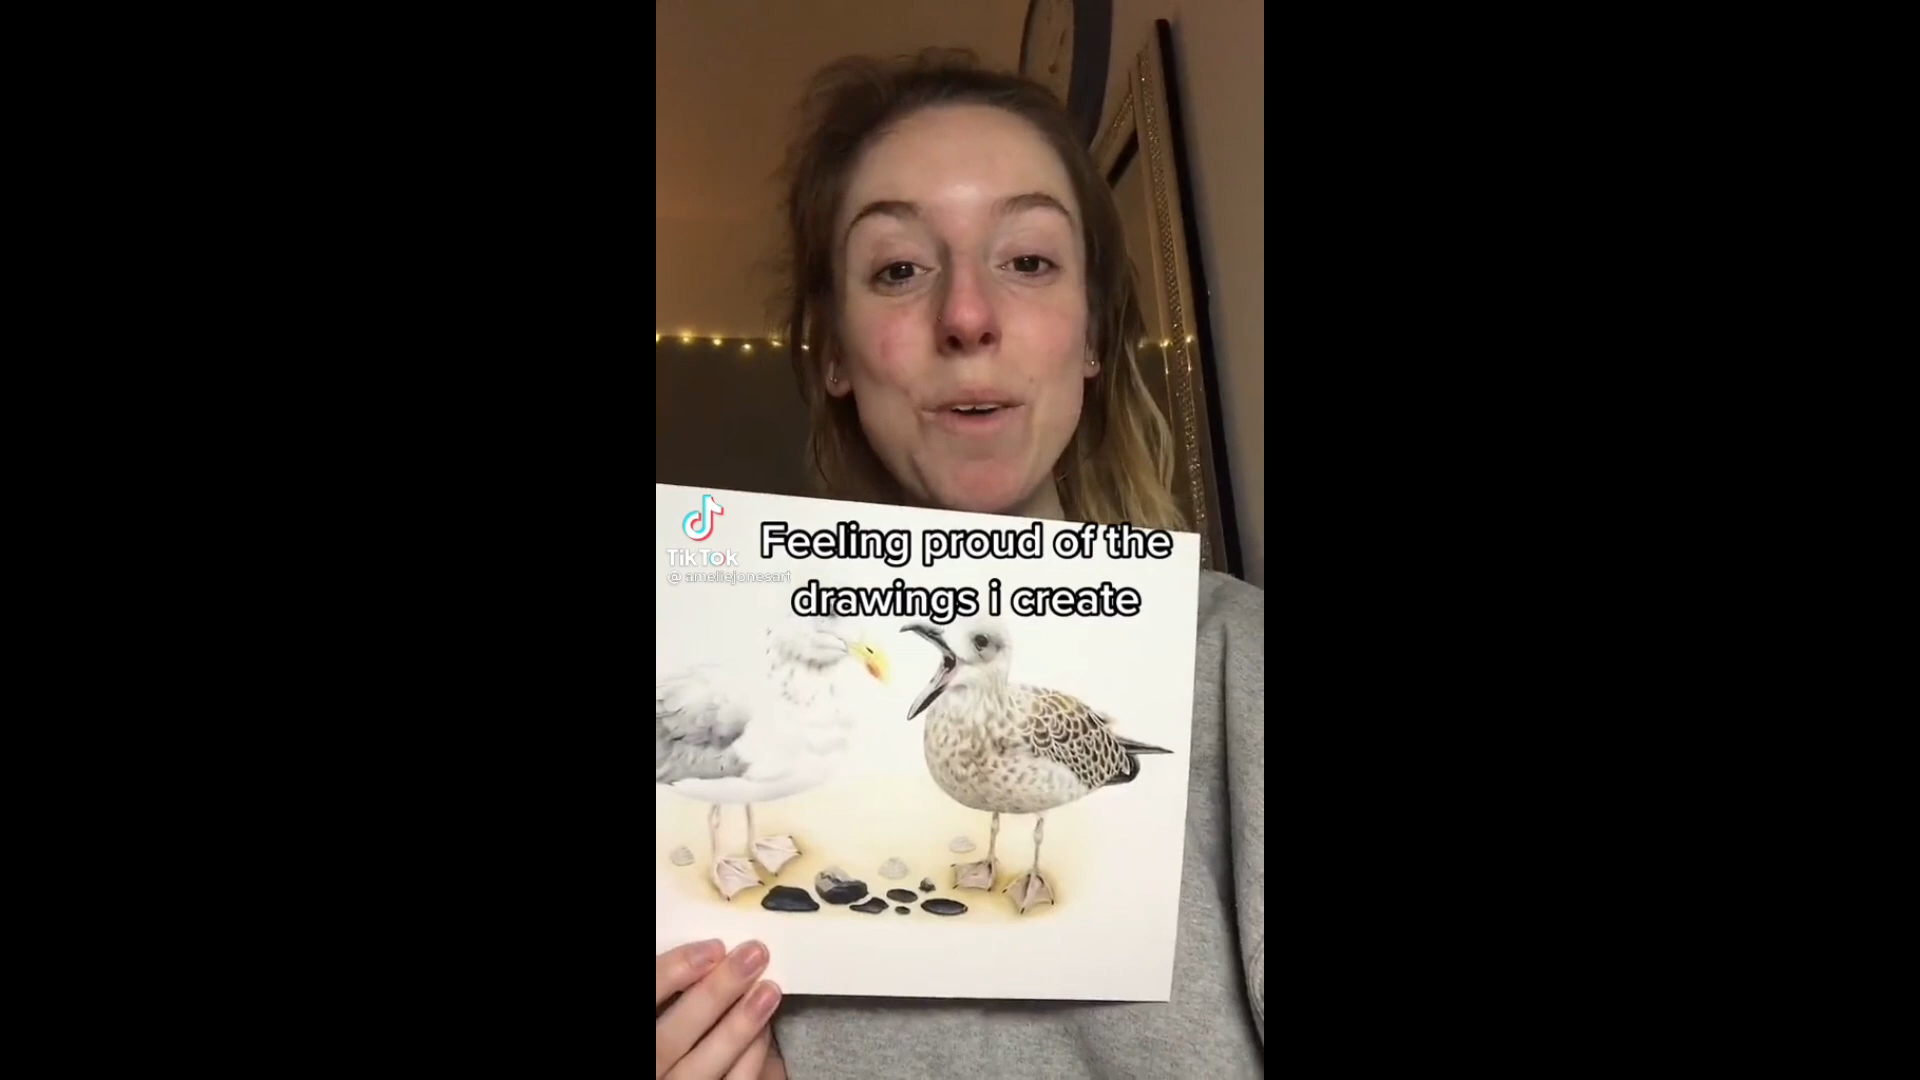 TikTok
@ ameliejonesart
Feeling proud of the
drawings i create